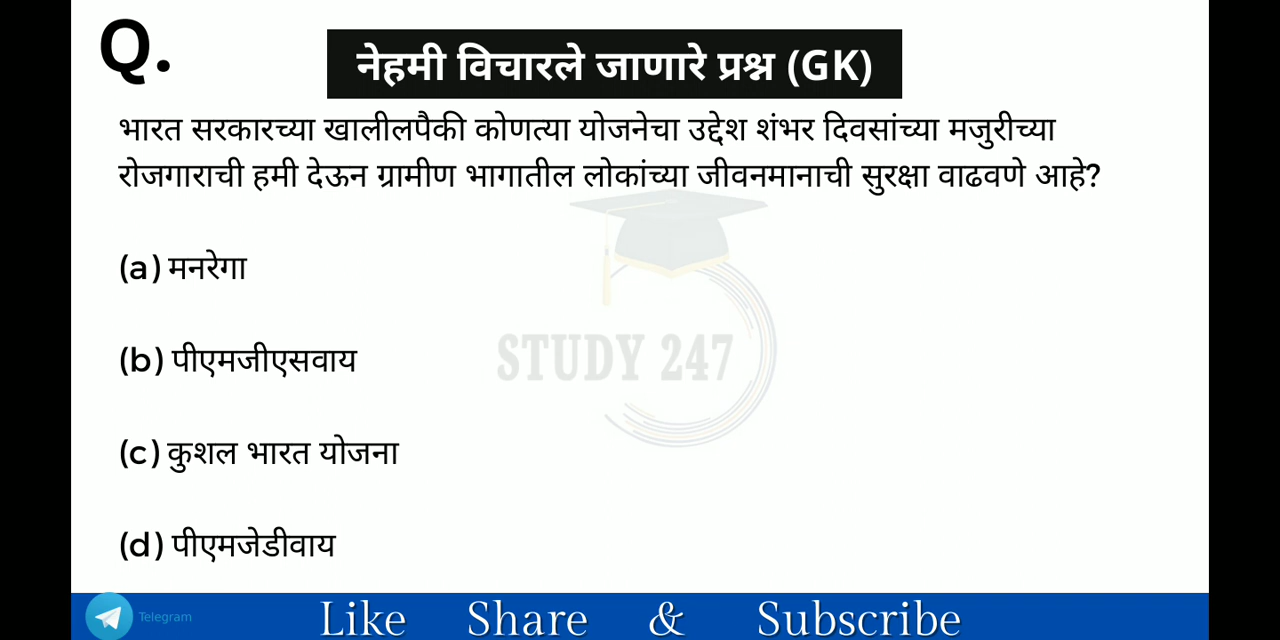 Q.
नेहमी विचारले जाणारे प्रश्न (GK)
भारत सरकारच्या खालीलपैकी कोणत्या योजनेचा उद्देश शंभर दिवसांच्या मजुरीच्या
रोजगाराची हमी देऊन ग्रामीण भागातील लोकांच्या जीवनमानाची सुरक्षा वाढवणे आहे?
(a) मनरेगा
(b) पीएमजीएसवाय
STUDY 247
(c) कुशल भारत योजना
(d) पीएमजेडीवाय
Telegram
Like Share & Subscribe